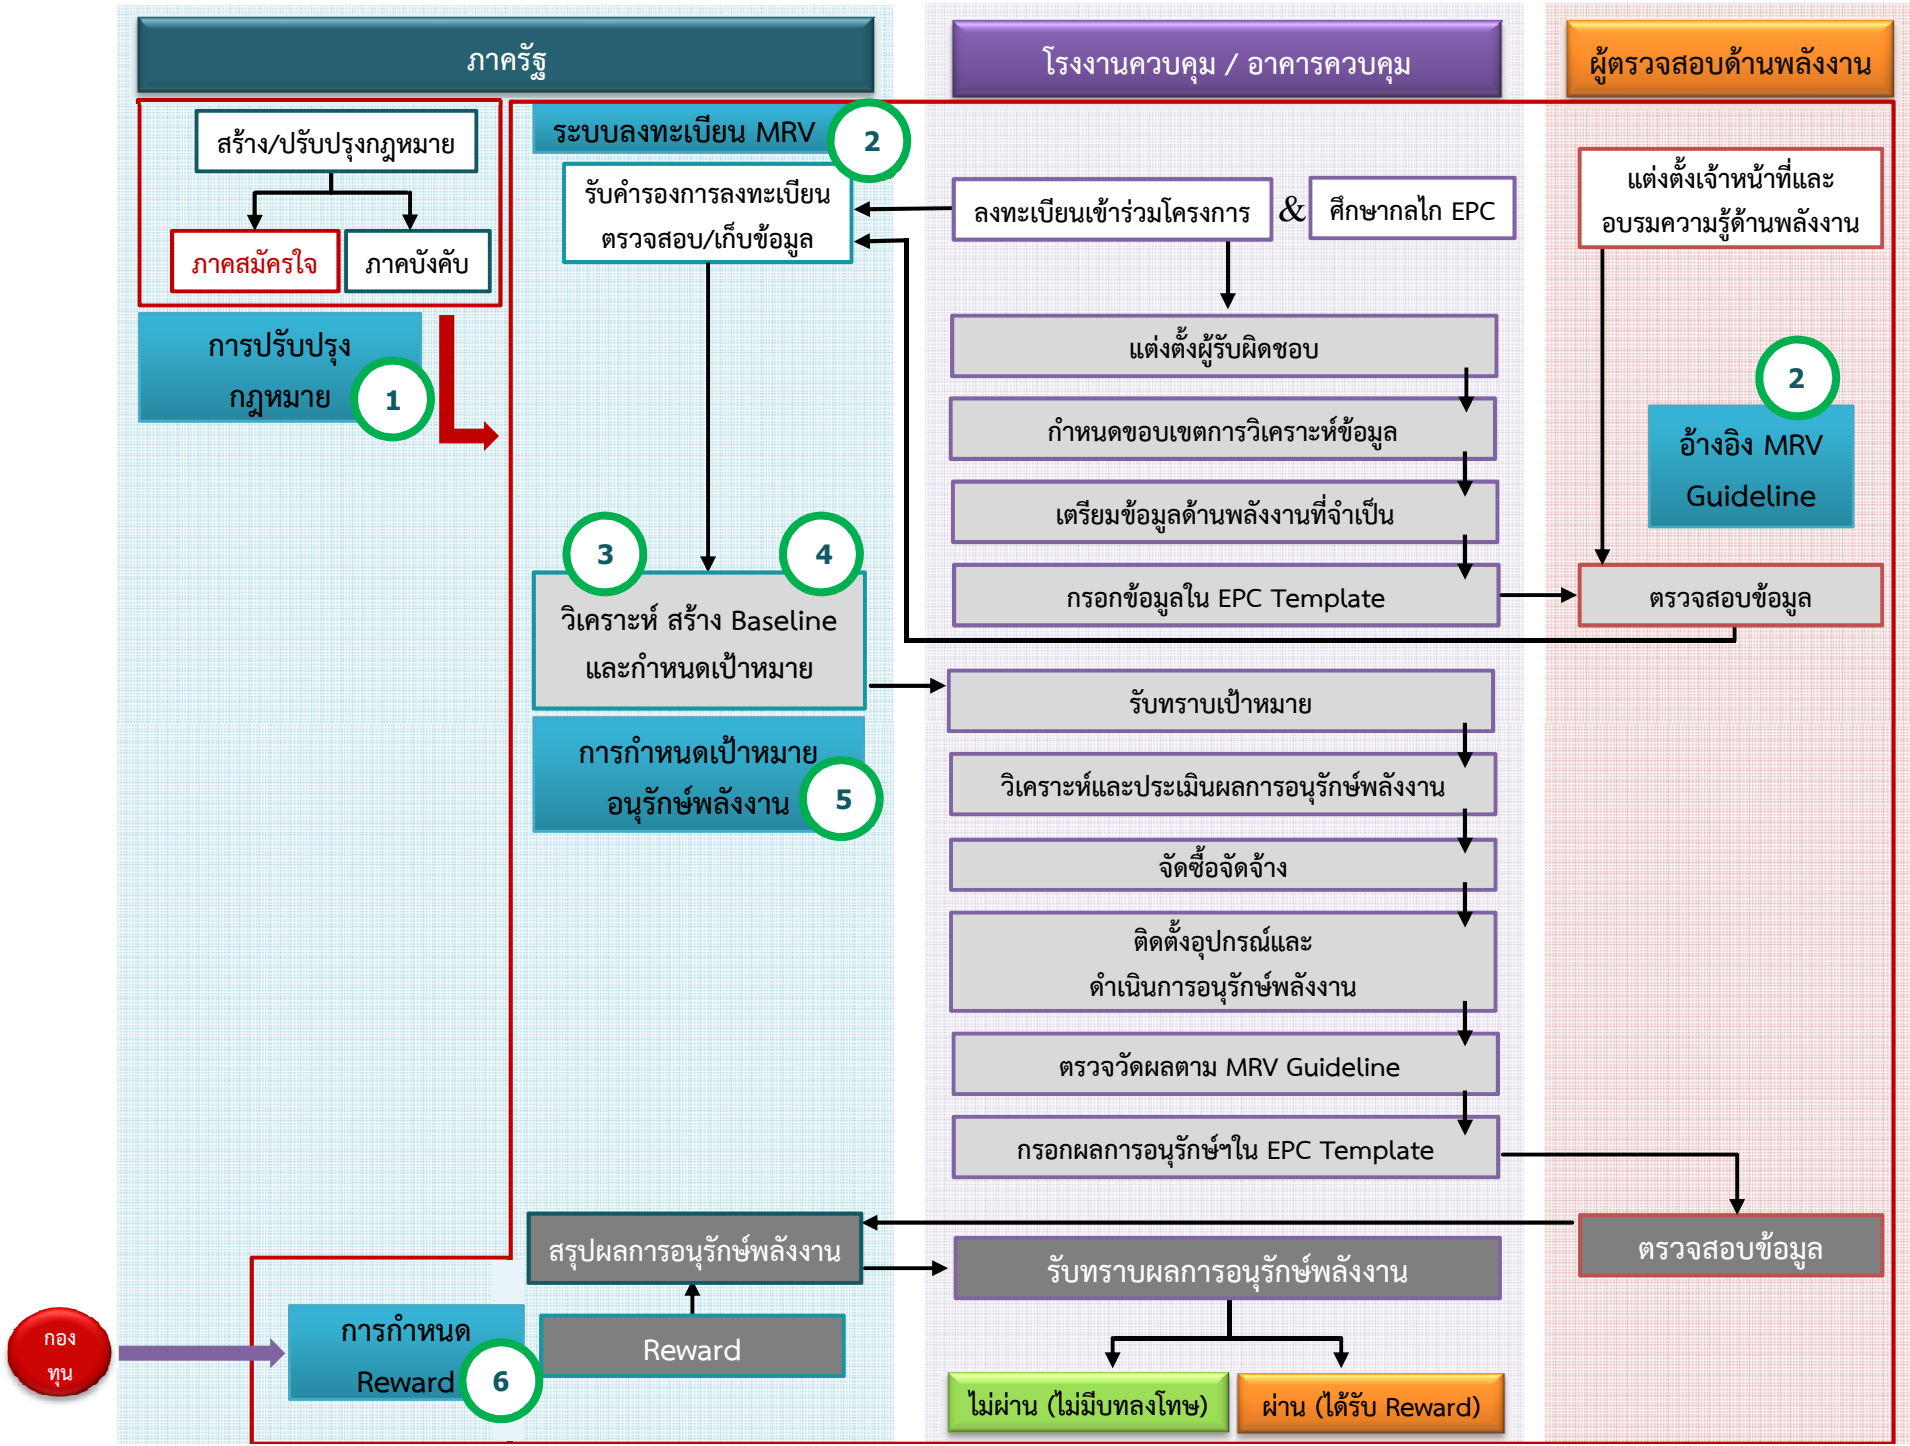 ภาครัฐ
โรงงานควบคุม / อาคารควบคุม
ผู้ตรวจสอบด้านพลังงาน
สร้าง/ปรับปรุงกฎหมาย
ภาคสมัครใจ
ภาคบังคับ
การปรับปรุง
กฎหมาย
1
ระบบลงทะเบียน MRV
2
รับคำรองการลงทะเบียน
ตรวจสอบ/เก็บข้อมูล
ลงทะเบียนเข้าร่วมโครงการ
&
ศึกษากลไก EPC
แต่งตั้งเจ้าหน้าที่และ
อบรมความรู้ด้านพลังงาน
แต่งตั้งผู้รับผิดชอบ
กำหนดขอบเขตการวิเคราะห์ข้อมูล
เตรียมข้อมูลด้านพลังงานที่จำเป็น
กรอกข้อมูลใน EPC Template
2
อ้างอิง MRV
Guideline
ตรวจสอบข้อมูล
3
4
วิเคราะห์ สร้าง Baseline
และกำหนดเป้าหมาย
การกำหนดเป้าหมาย
อนุรักษ์พลังงาน
5
รับทราบเป้าหมาย
วิเคราะห์และประเมินผลการอนุรักษ์พลังงาน
จัดซื้อจัดจ้าง
ติดตั้งอุปกรณ์และ
ดำเนินการอนุรักษ์พลังงาน
ตรวจวัดผลตาม MRV Guideline
กรอกผลการอนุรักษ์ฯใน EPC Template
ตรวจสอบข้อมูล
สรุปผลการอนุรักษ์พลังงาน
รับทราบผลการอนุรักษ์พลังงาน
กอง
ทุน
การกำหนด
Reward
6
Reward
ไม่ผ่าน (ไม่มีบทลงโทษ)
ผ่าน (ได้รับ Reward)